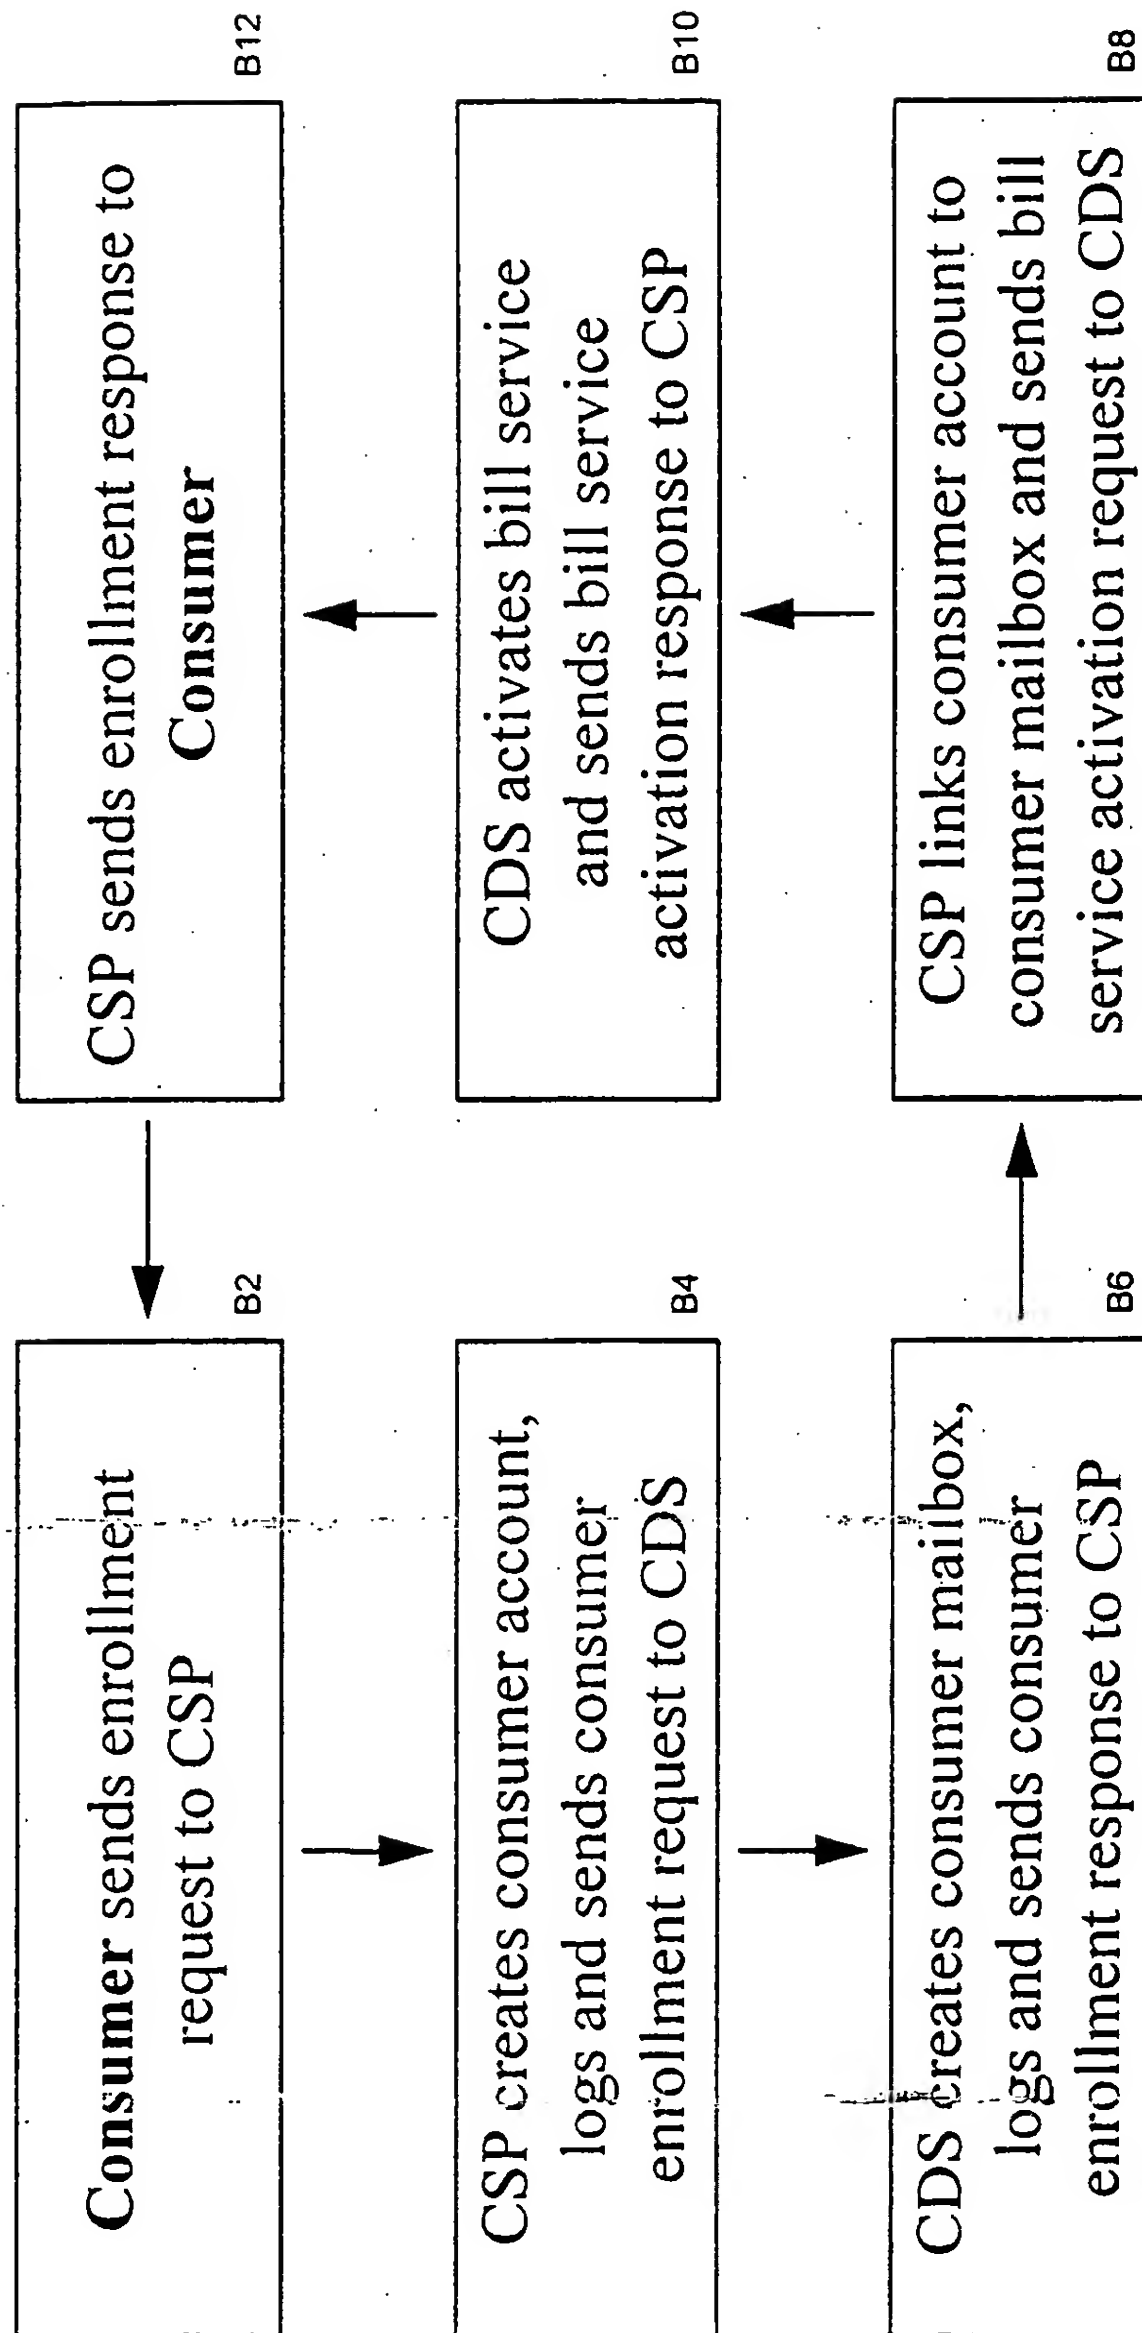 Consumer sends enrollment
request to CSP
B2
CSP creates consumer account,
logs and sends consumer
enrollment request to CDS
B4
CDS creates consumer mailbox,
logs and sends consumer
enrollment response to CSP
B6
CSP links consumer account to
consumer mailbox and sends bill
service activation request to CDS
B8
CDS activates bill service
and sends bill service
activation response to CSP
B10
CSP sends enrollment response to
Consumer
B12